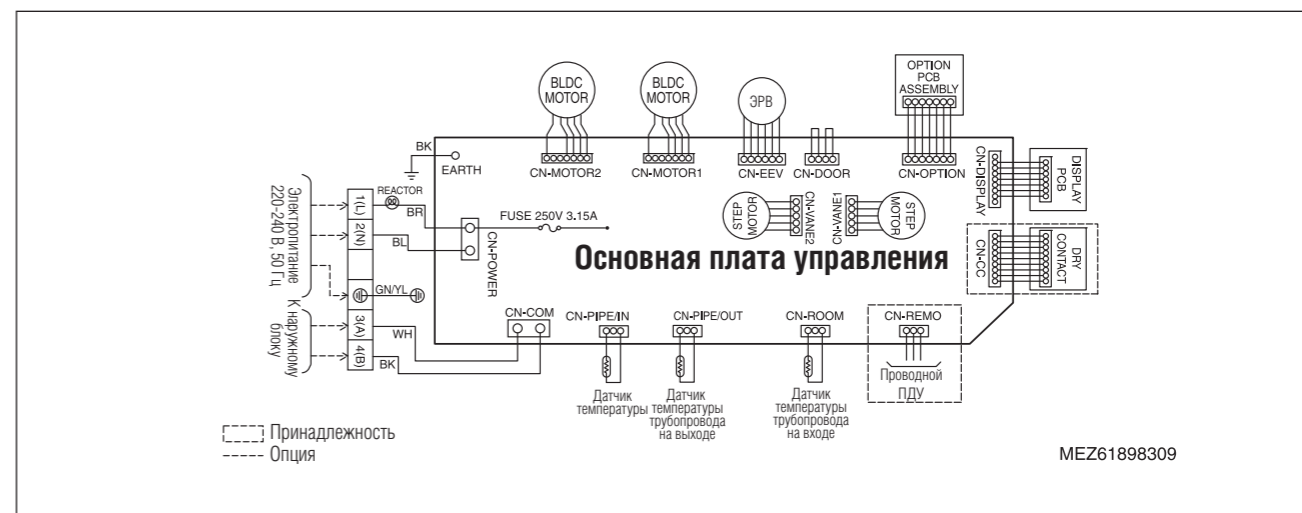 BLDC
MOTOR
BLDC
MOTOR
ЭРВ
OPTION
PCB
ASSEMBLY
BK
EARTH
CN-MOTOR2
CN-MOTOR1
CN-EEV
CN-DOOR
CN-OPTION
CN-DISPLAY
DISPLAY
PCB
Электропитание
220-240 В, 50 Гц
1(L)
REACTOR
BR
2(N)
BL
FUSE 250V 3.15A
CN-POWER
STEP
MOTOR
CN-VANE2
CN-VANE1
STEP
MOTOR
Основная плата управления
CN-CC
DRY
CONTACT
GN/YL
К наружному
блоку
3(A)
WH
4(B)
BK
CN-COM
CN-PIPE/IN
CN-PIPE/OUT
CN-ROOM
CN-REMO
Датчик
температуры
Датчик
температуры
трубопровода
на выходе
Датчик
температуры
трубопровода
на входе
Проводной
ПДУ
Принадлежность
Опция
MEZ61898309